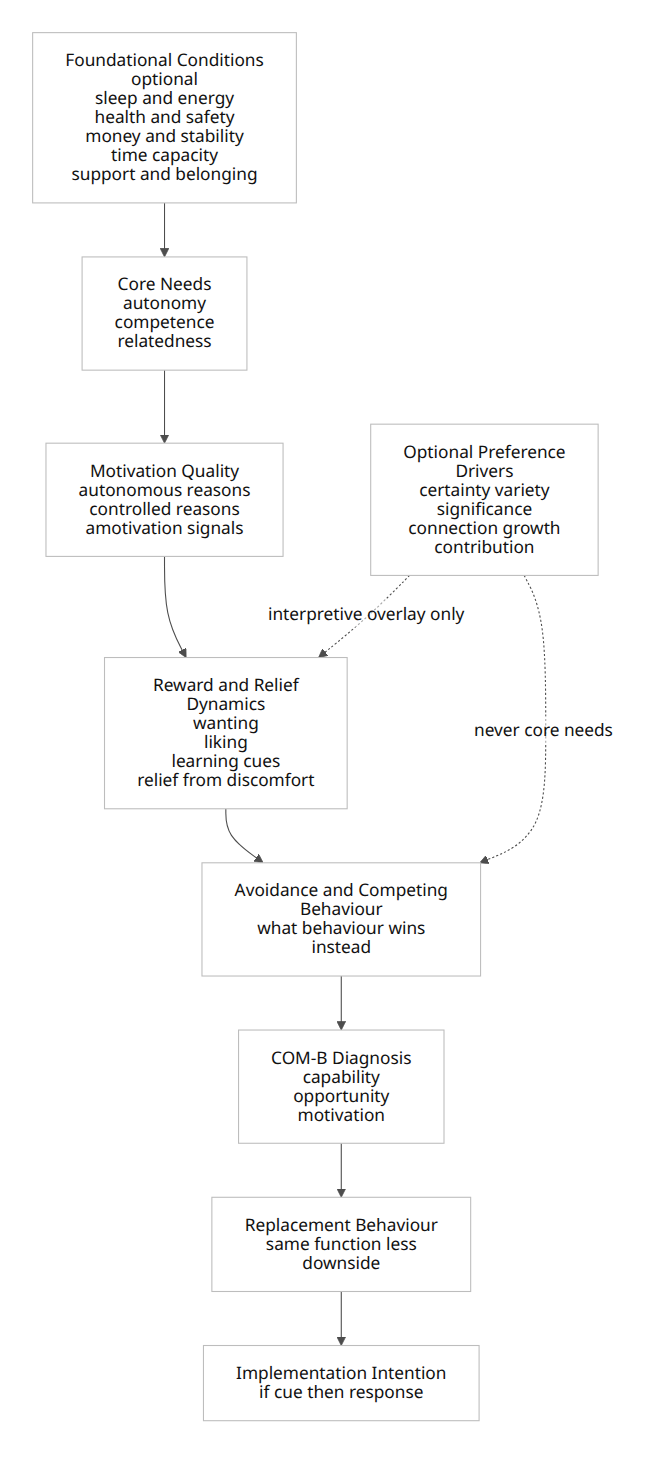 Foundational Conditions
optional
sleep and energy
health and safety
money and stability
time capacity
support and belonging
Core Needs
autonomy
competence
relatedness
Motivation Quality
autonomous reasons
controlled reasons
amotivation signals
Optional Preference
Drivers
certainty variety
significance
connection growth
contribution
interpretive overlay only
Reward and Relief
Dynamics
wanting
liking
learning cues
relief from discomfort
never core needs
Avoidance and Competing
Behaviour
what behaviour wins
instead
COM-B Diagnosis
capability
opportunity
motivation
Replacement Behaviour
same function less
downside
Implementation Intention
if cue then response